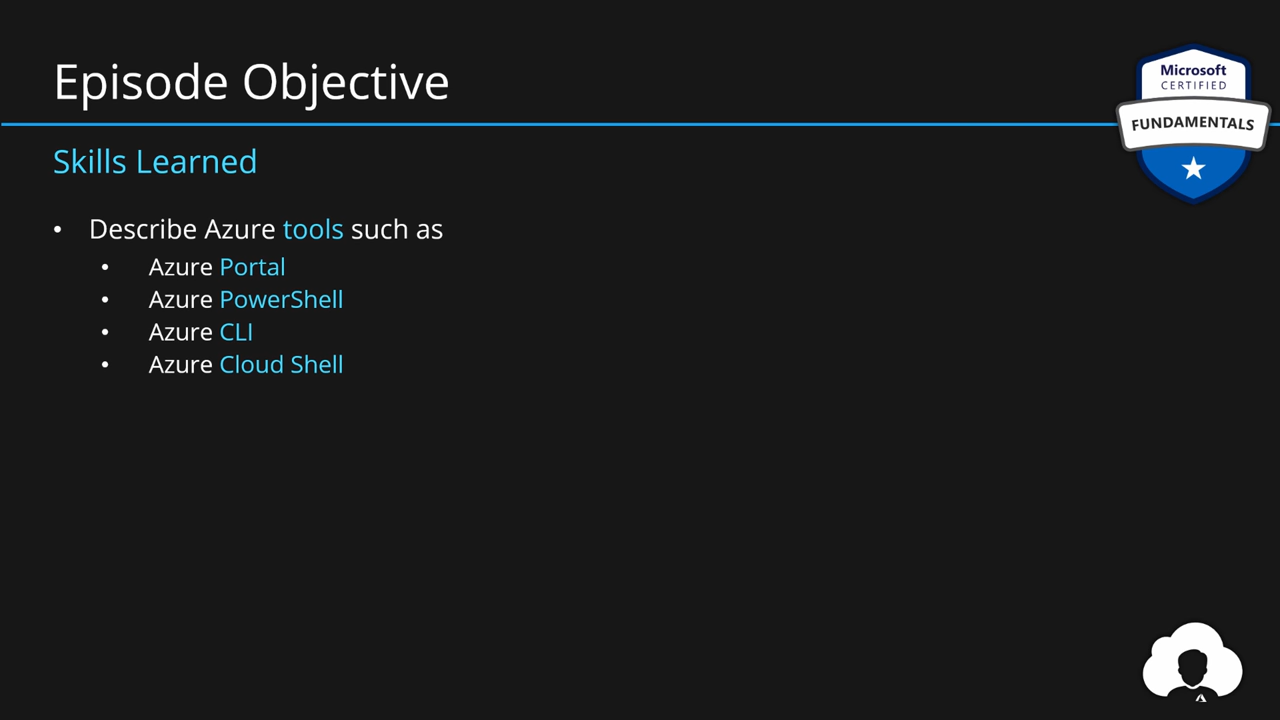 Episode Objective
Microsoft
CERTIFIED
FUNDAMENTALS
Skills Learned
• Describe Azure tools such as
• Azure Portal
• Azure PowerShell
• Azure CLI
• Azure Cloud Shell